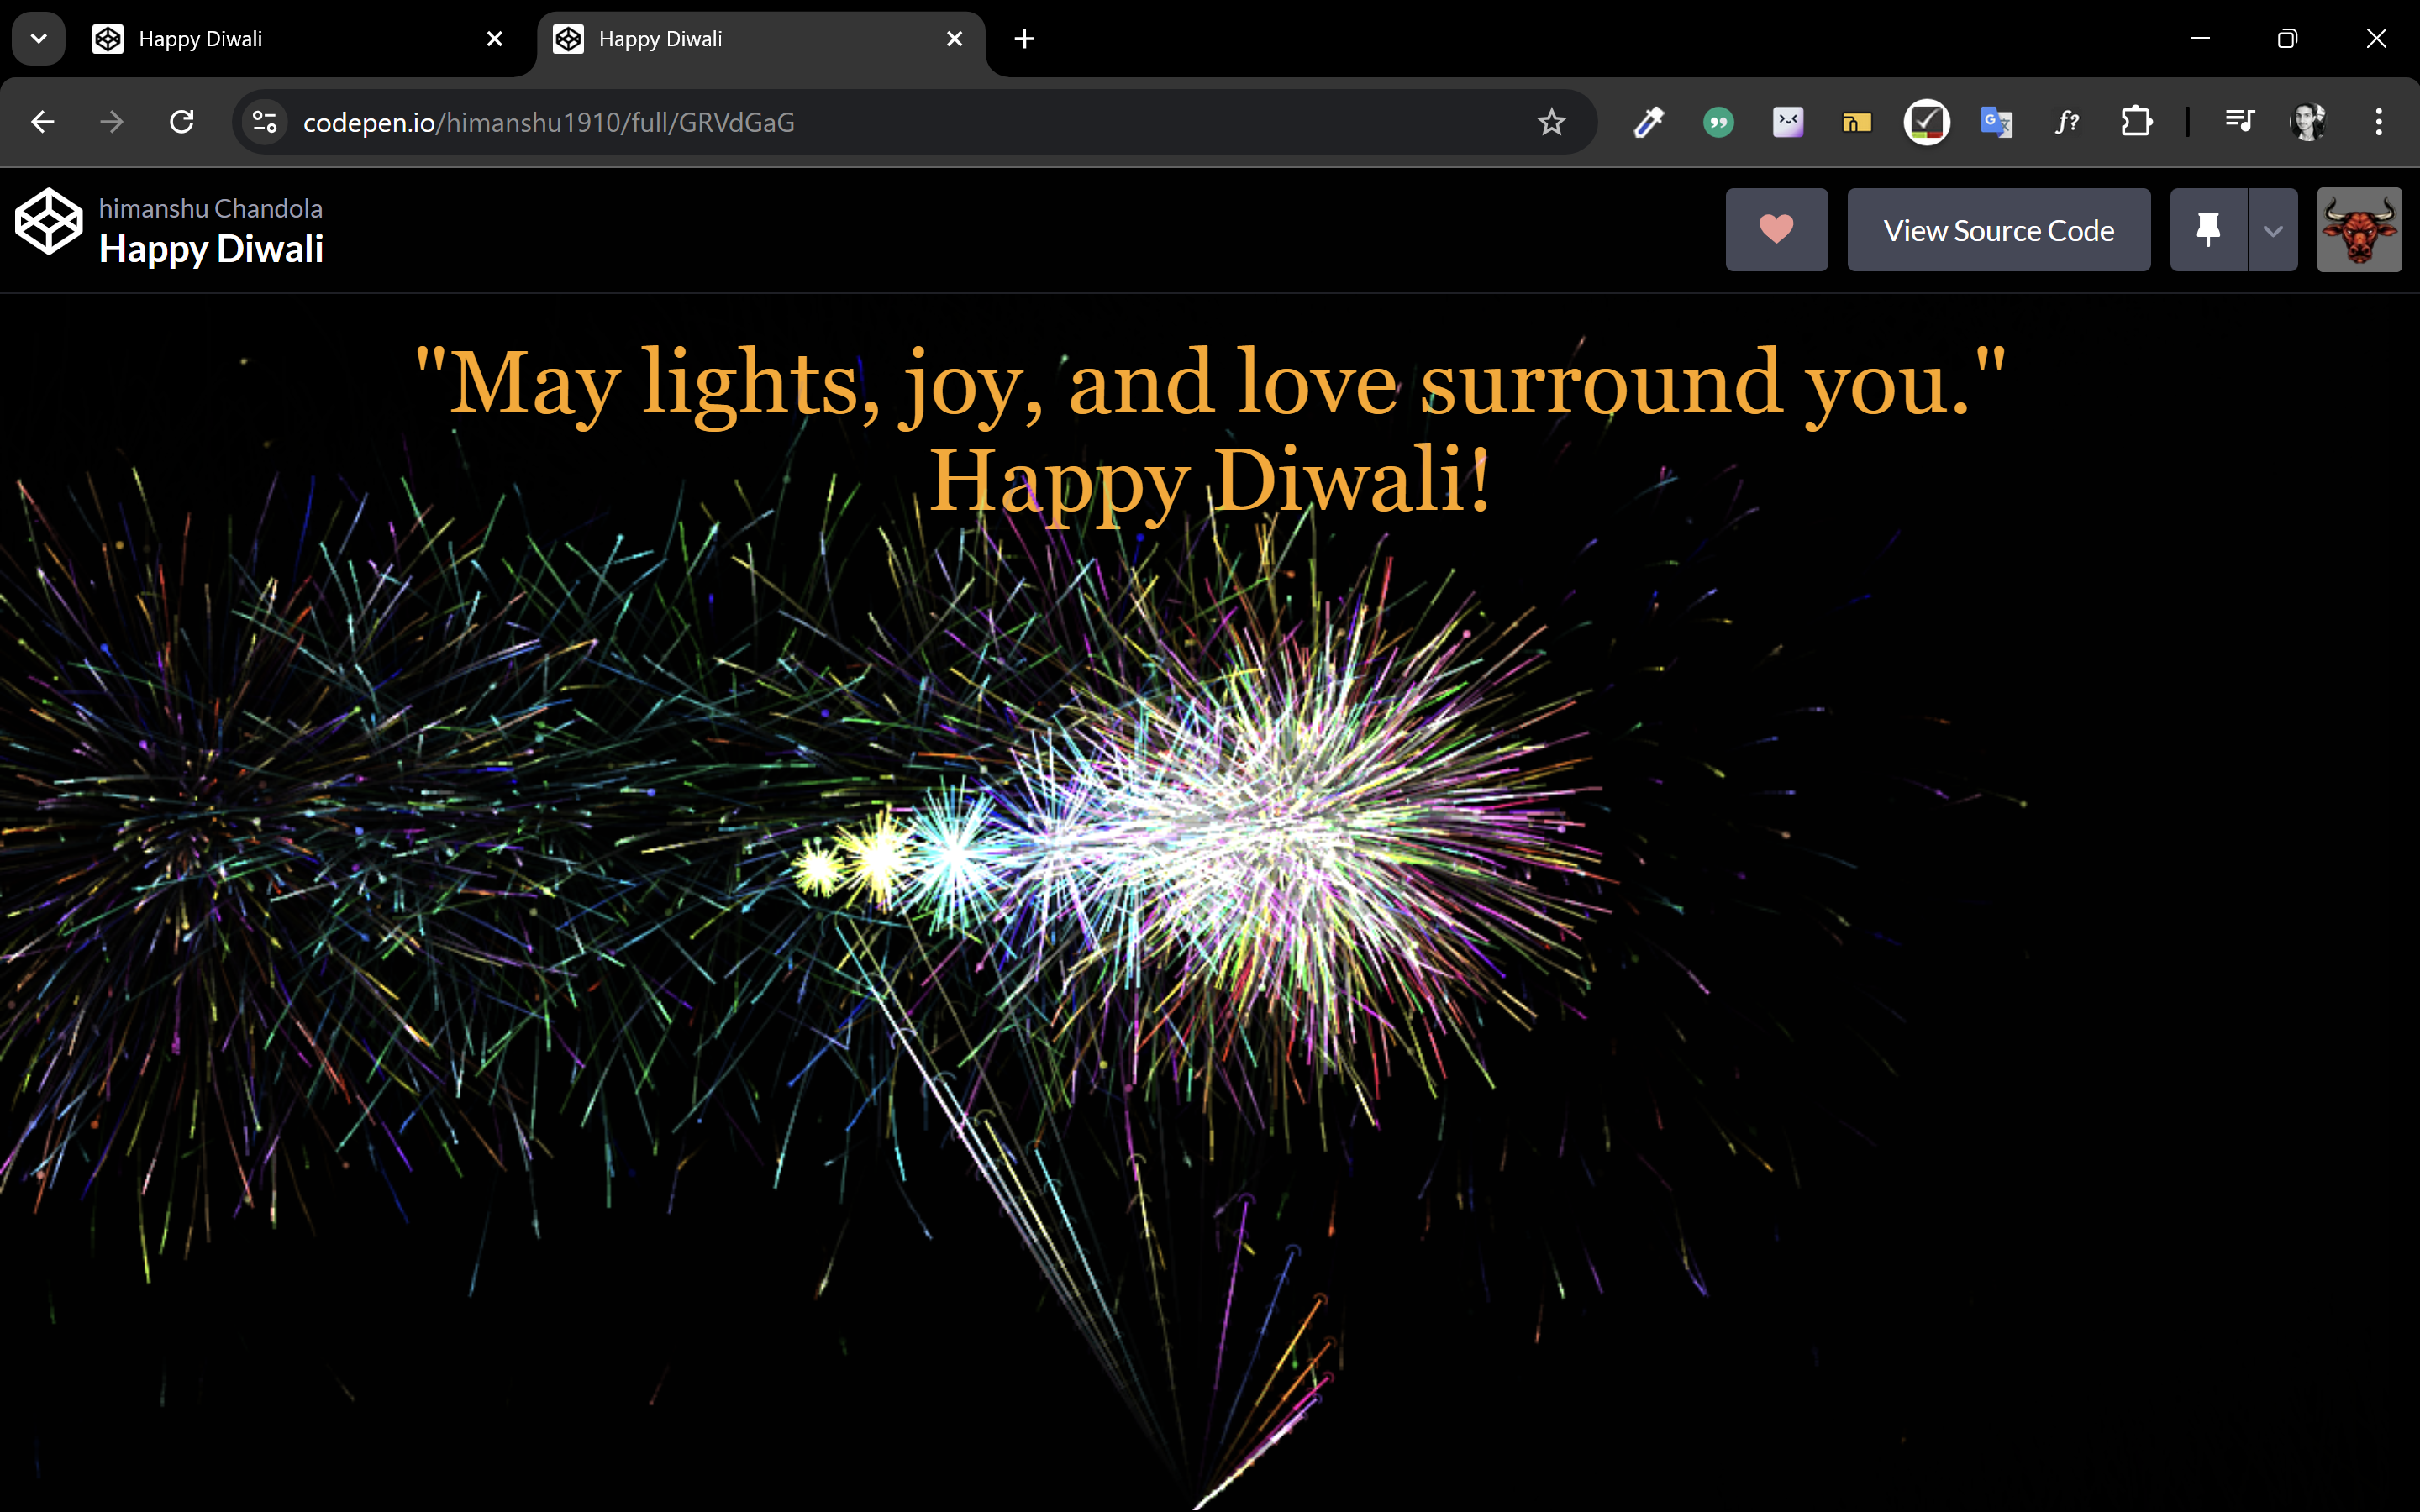 Happy Diwali
Happy Diwali
codepen.io/himanshu1910/full/GRVdGaG
f?
himanshu Chandola
Happy Diwali
View Source Code
"May lights, joy, and love surround you."
Happy Diwali!